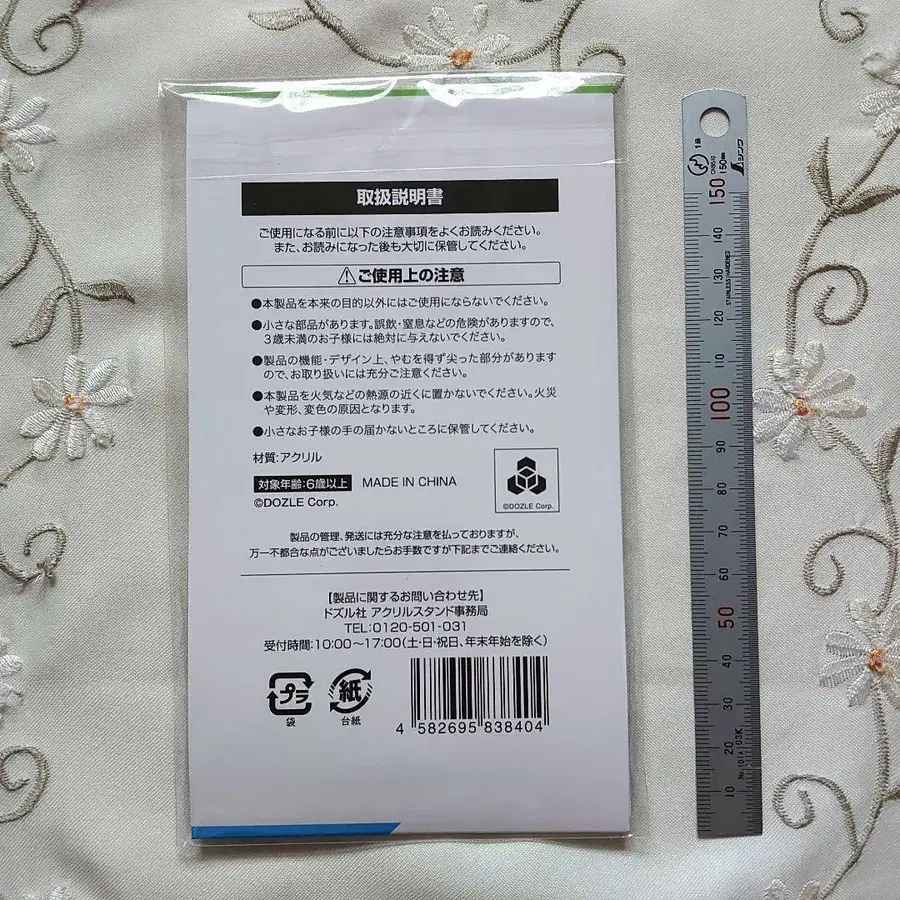 取扱説明書
ご使用になる前に以下の注意事項をよくお読みください。
また、お読みになった後も大切に保管してください。
⚠ご使用上の注意
●本製品を本来の目的以外にはご使用にならないでください。
●小さな部品があります。誤飲・窒息などの危険がありますので、
３歳未満のお子様には絶対に与えないでください。
●製品の機能・デザイン上、やむを得ず尖った部分があります
ので、お取り扱いには充分ご注意ください。
●本製品を火気などの熱源の近くに置かないでください。火災
や変形、変色の原因となります。
●小さなお子様の手の届かないところに保管してください。
材質:アクリル
対象年齢:6歳以上 MADE IN CHINA
©DOZLE Corp.
©DOZLE Corp.
製品の管理、発送には充分な注意を払っておりますが、
万一不都合な点がございましたらお手数ですが下記までご連絡ください。
【製品に関するお問い合わせ先】
ドズル社 アクリルスタンド事務局
TEL:0120-501-031
受付時間:10:00～17:00(土・日・祝日、年末年始を除く)
プラ
袋
紙
台紙
4 582695 838404
シンワ
1級
150mm
150
140
130
STAINLESS HARDENED
120
110
100
90
80
70
60
50
40
30
20
10